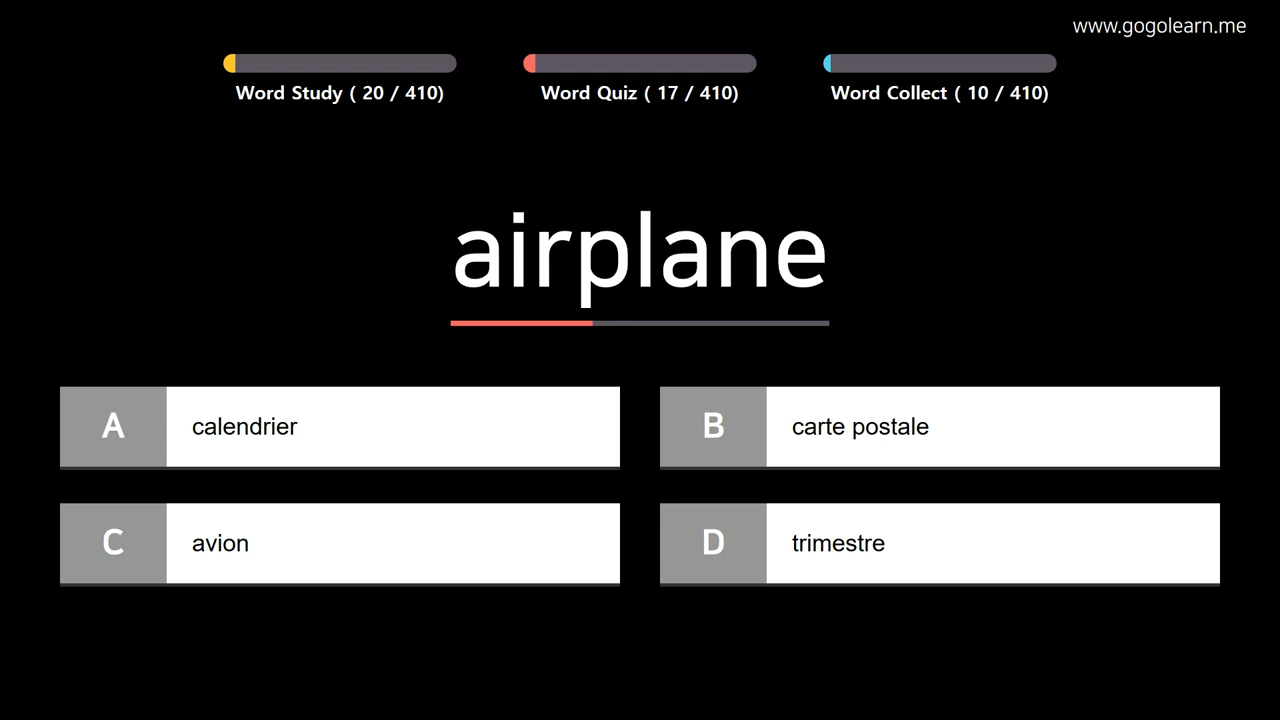 www.gogolearn.me
Word Study ( 20 / 410)
Word Quiz ( 17 / 410)
Word Collect ( 10 / 410)
airplane
A calendrier
B carte postale
C avion
D trimestre